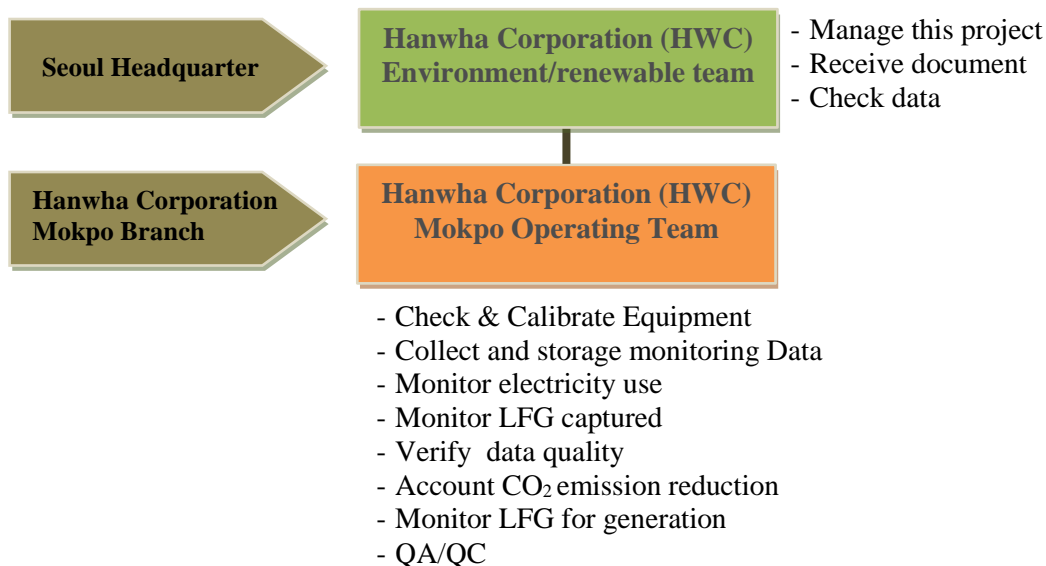 Seoul Headquarter
Hanwha Corporation (HWC)
Environment/renewable team
- Manage this project
- Receive document
- Check data
Hanwha Corporation
Mokpo Branch
Hanwha Corporation (HWC)
Mokpo Operating Team
- Check & Calibrate Equipment
- Collect and storage monitoring Data
- Monitor electricity use
- Monitor LFG captured
- Verify  data quality
- Account CO₂ emission reduction
- Monitor LFG for generation
- QA/QC